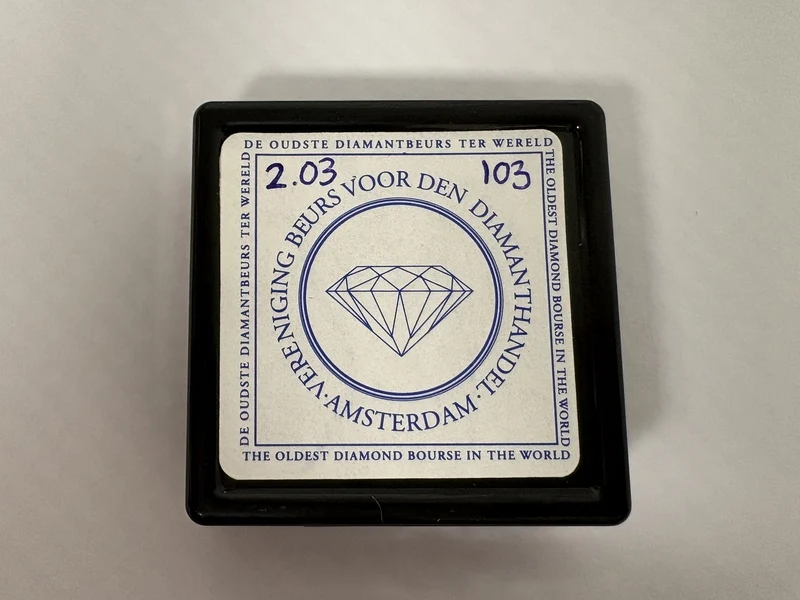 DE OUDSTE DIAMANTBEURS TER WERELD
2.03
103
VERENIGING BEURS VOOR DEN DIAMANTHANDEL
·AMSTERDAM·
DE OUDSTE DIAMANTBEURS TER WERELD
THE OLDEST DIAMOND BOURSE IN THE WORLD
THE OLDEST DIAMOND BOURSE IN THE WORLD